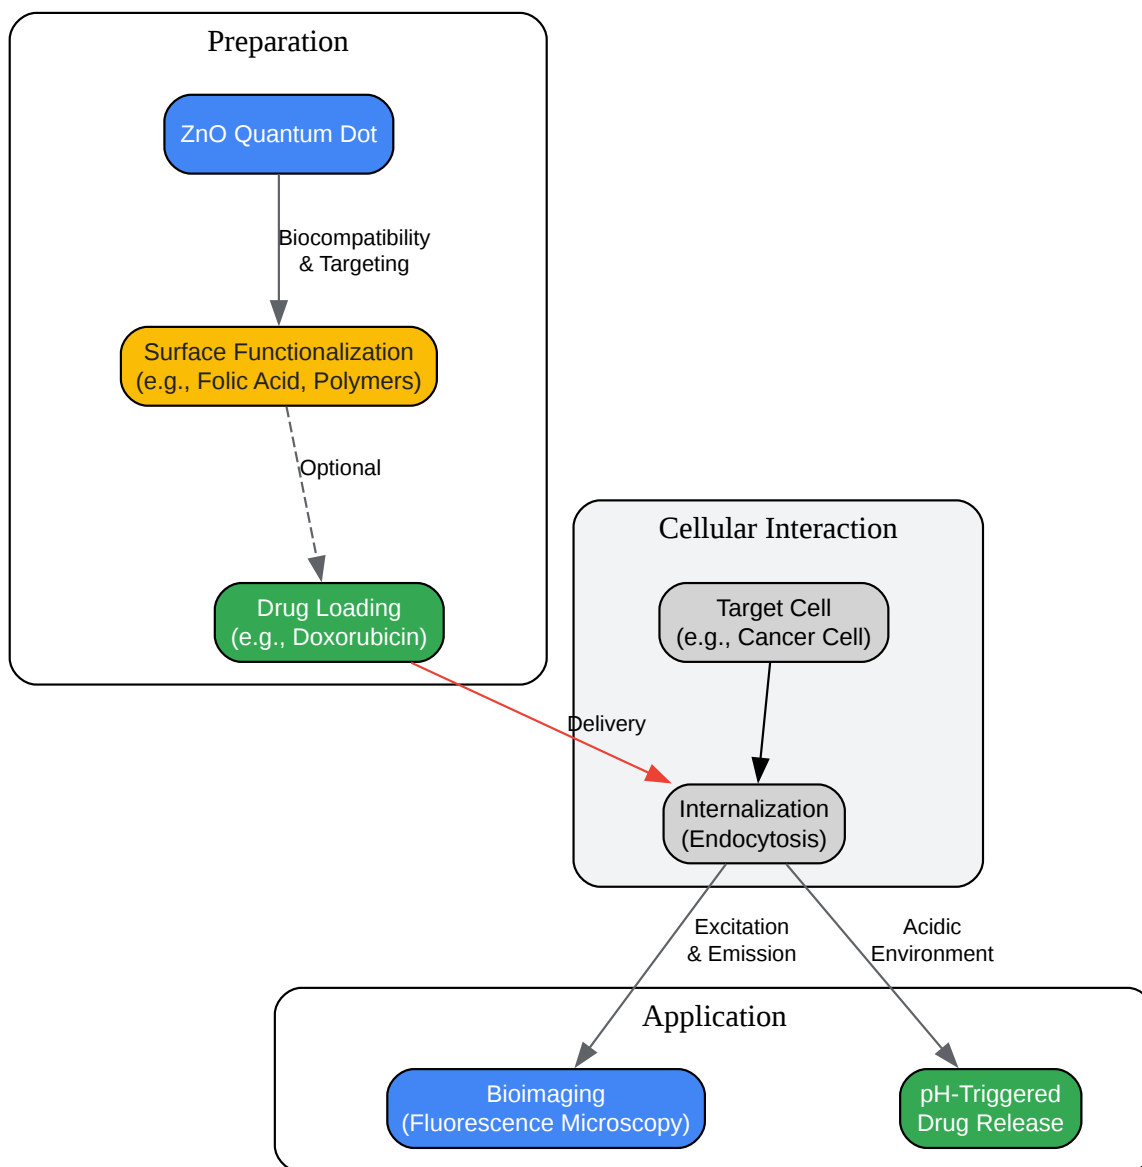 Preparation
ZnO Quantum Dot
Biocompatibility
& Targeting
Surface Functionalization
(e.g., Folic Acid, Polymers)
Optional
Drug Loading
(e.g., Doxorubicin)
Cellular Interaction
Target Cell
(e.g., Cancer Cell)
Delivery
Internalization
(Endocytosis)
Excitation
& Emission
Acidic
Environment
Application
Bioimaging
(Fluorescence Microscopy)
pH-Triggered
Drug Release